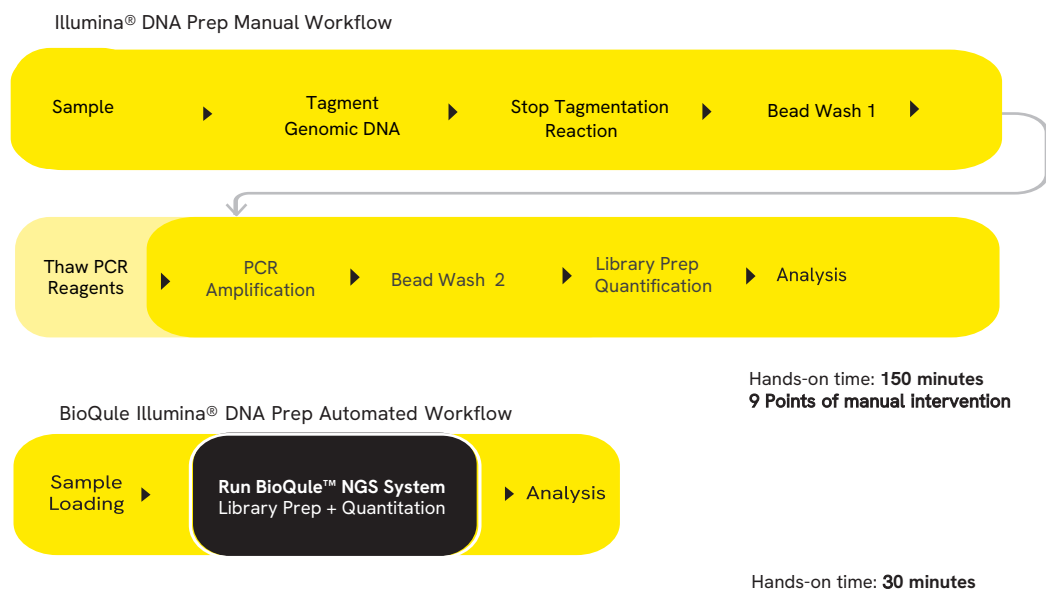 Illumina® DNA Prep Manual Workflow
Sample
Tagment
Genomic DNA
Stop Tagmentation
Reaction
Bead Wash 1
Thaw PCR
Reagents
PCR
Amplification
Bead Wash 2
Library Prep
Quantification
Analysis
Hands-on time: 150 minutes
9 Points of manual intervention
BioQule Illumina® DNA Prep Automated Workflow
Sample
Loading
Run BioQule™ NGS System
Library Prep + Quantitation
Analysis
Hands-on time: 30 minutes